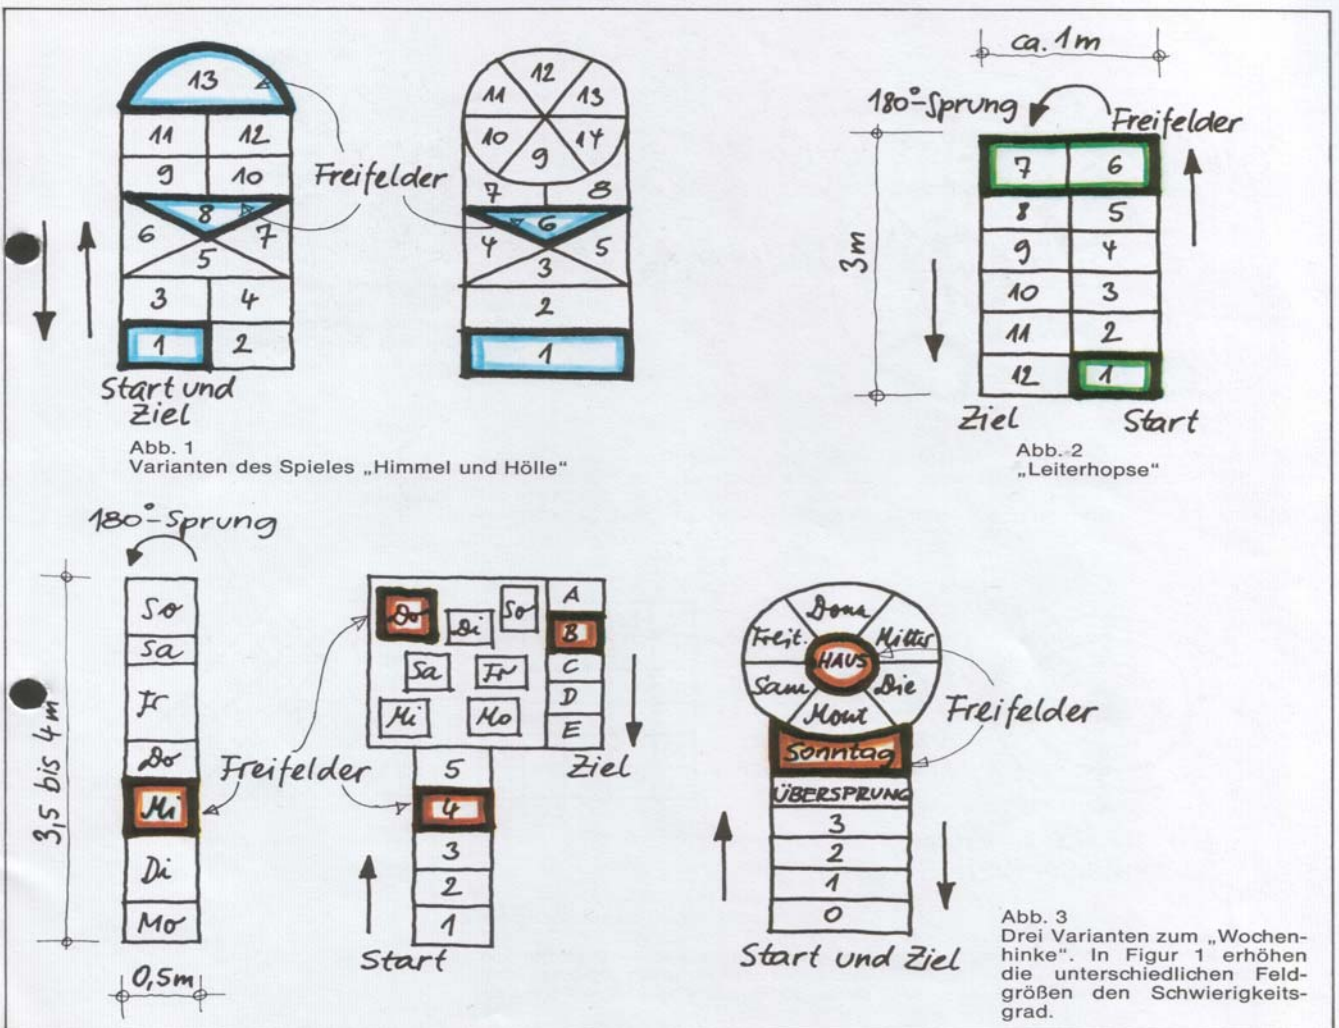 13
11 12
9 10
8
6 7
5
3 4
1 2
Start und
Ziel
Freifelder
12
11 13
10 14
9
7 8
6
4 5
3
2
1
Abb. 1
Varianten des Spieles „Himmel und Hölle“
ca. 1m
180°-Sprung
Freifelder
3m
7 6
8 5
9 4
10 3
11 2
12 1
Ziel Start
Abb. 2
„Leiterhopse“
180°-Sprung
3,5 bis 4m
So
Sa
Fr
Do
Mi
Di
Mo
0,5m
Freifelder
Do Di So
Sa Fr
Mi Mo
A
B
C
D
E
Ziel
5
4
3
2
1
Start
Donn
Freit. Mittw
HAUS
Sam Die
Mont
Sonntag
ÜBERSPRUNG
3
2
1
0
Start und Ziel
Freifelder
Abb. 3
Drei Varianten zum „Wochen-
hinke“. In Figur 1 erhöhen
die unterschiedlichen Feld-
größen den Schwierigkeits-
grad.